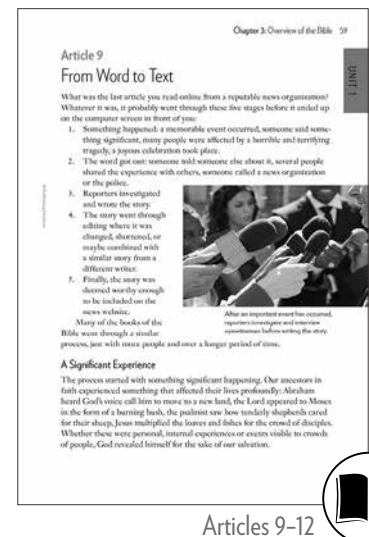 Chapter 3: Overview of the Bible 59
UNIT 1
Article 9
From Word to Text
What was the last article you read online from a reputable news organization?
Whatever it was, it probably went through these five stages before it ended up
on the computer screen in front of you:
1. Something happened: a memorable event occurred, someone said some-
thing significant, many people were affected by a horrible and terrifying
tragedy, a joyous celebration took place.
2. The word got out: someone told someone else about it, several people
shared the experience with others, someone called a news organization
or the police.
3. Reporters investigated
and wrote the story.
4. The story went through
editing where it was
changed, shortened, or
maybe combined with
a similar story from a
different writer.
5. Finally, the story was
deemed worthy enough
to be included on the
news website.
After an important event has occurred,
reporters investigate and interview
eyewitnesses before writing the story.
Many of the books of the
Bible went through a similar
process, just with more people and over a longer period of time.
A Significant Experience
The process started with something significant happening. Our ancestors in
faith experienced something that affected their lives profoundly: Abraham
heard God's voice call him to move to a new land, the Lord appeared to Moses
in the form of a burning bush, the psalmist saw how tenderly shepherds cared
for their sheep, Jesus multiplied the loaves and fishes for the crowd of disciples.
Whether these were personal, internal experiences or events visible to crowds
of people, God revealed himself for the sake of our salvation.
Articles 9–12